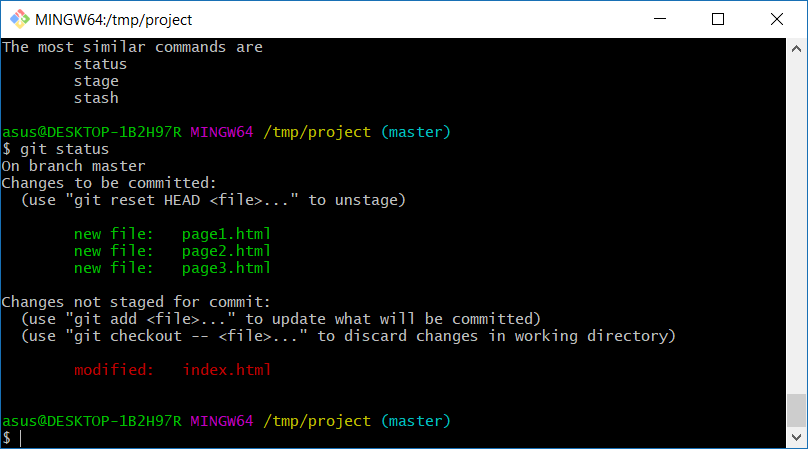 MINGW64:/tmp/project
The most similar commands are
        status
        stage
        stash

asus@DESKTOP-1B2H97R MINGW64 /tmp/project (master)
$ git status
On branch master
Changes to be committed:
  (use "git reset HEAD <file>..." to unstage)

        new file:   page1.html
        new file:   page2.html
        new file:   page3.html

Changes not staged for commit:
  (use "git add <file>..." to update what will be committed)
  (use "git checkout -- <file>..." to discard changes in working directory)

        modified:   index.html


asus@DESKTOP-1B2H97R MINGW64 /tmp/project (master)
$